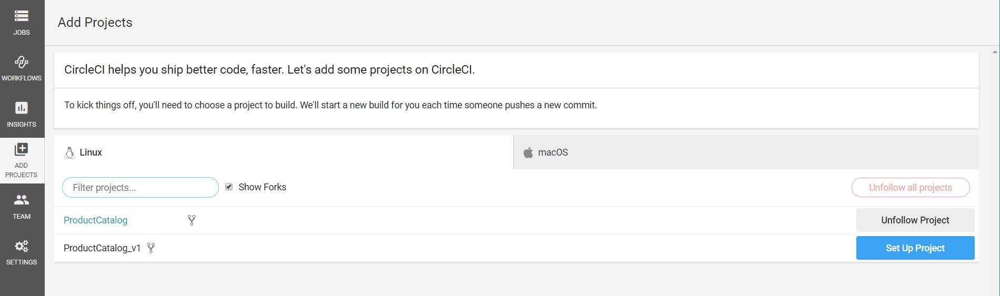 JOBS
WORKFLOWS
INSIGHTS
ADD
PROJECTS
TEAM
SETTINGS
Add Projects
CircleCI helps you ship better code, faster. Let's add some projects on CircleCI.
To kick things off, you'll need to choose a project to build. We'll start a new build for you each time someone pushes a new commit.
Linux
macOS
Filter projects...
Show Forks
Unfollow all projects
ProductCatalog
Unfollow Project
ProductCatalog_v1
Set Up Project